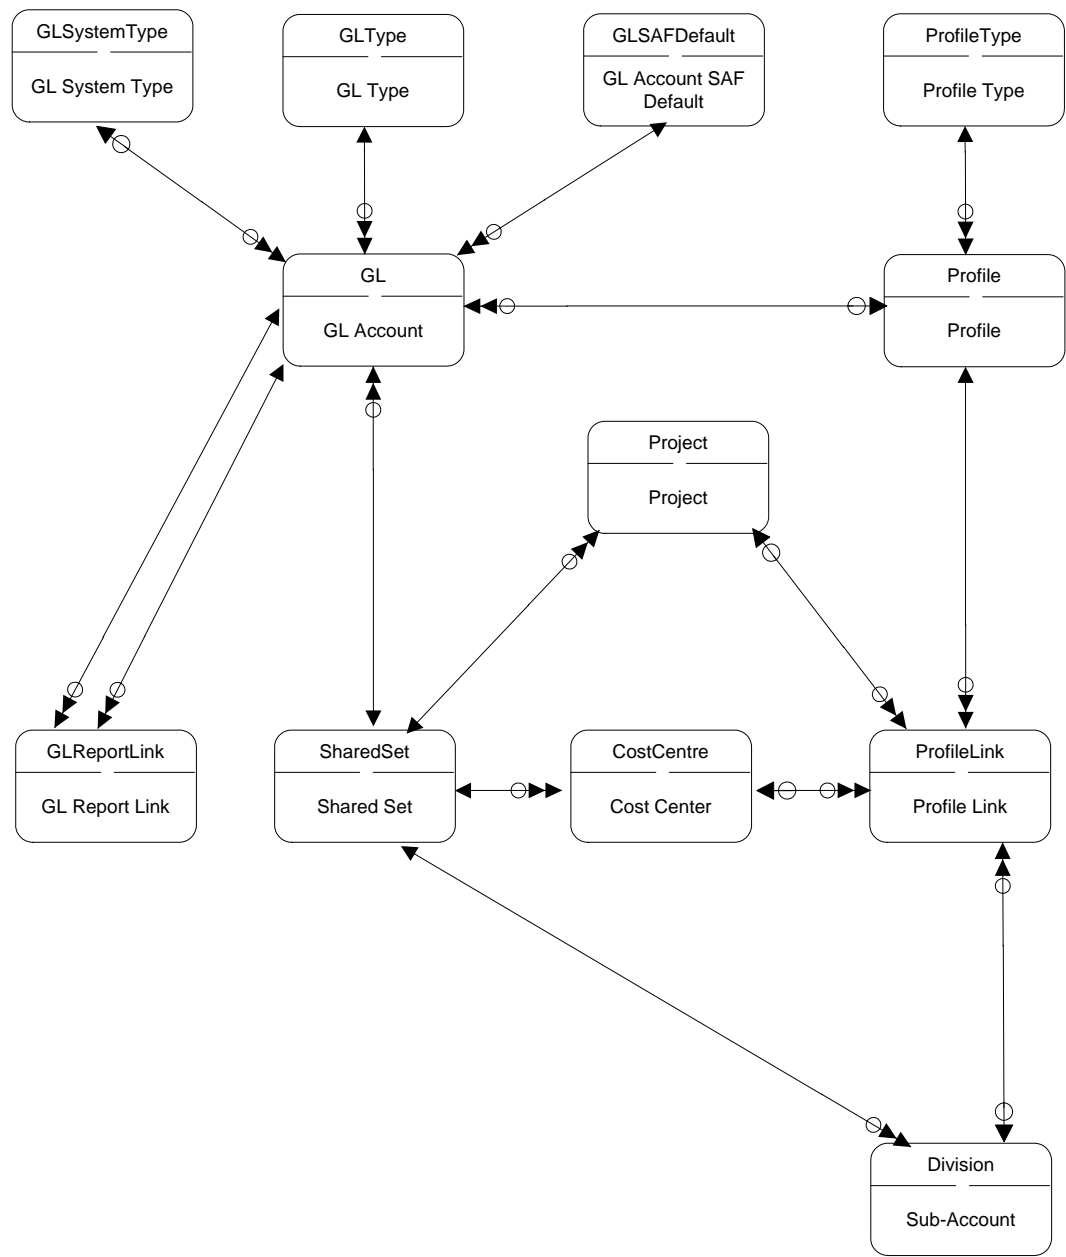 GLSystemType
GL System Type
GLType
GL Type
GLSAFDefault
GL Account SAF
Default
ProfileType
Profile Type
GL
GL Account
Profile
Profile
Project
Project
GLReportLink
GL Report Link
SharedSet
Shared Set
CostCentre
Cost Center
ProfileLink
Profile Link
Division
Sub-Account